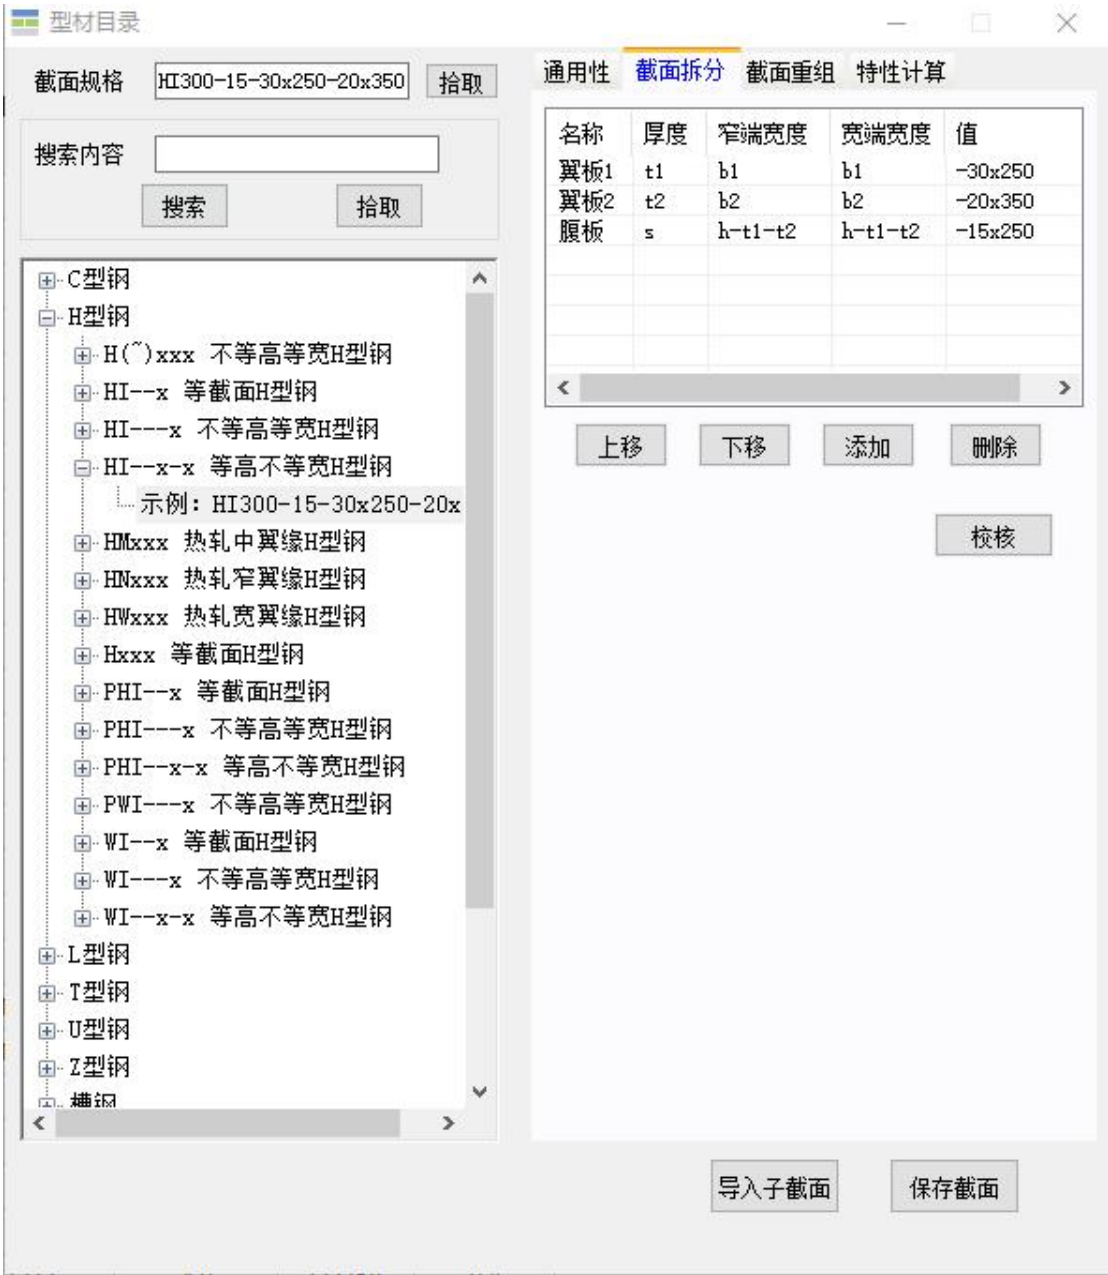 型材目录
截面规格 HI300-15-30x250-20x350 拾取
搜索内容
搜索 拾取
C型钢
H型钢
H(~)xxx 不等高等宽H型钢
HI--x 等截面H型钢
HI---x 不等高等宽H型钢
HI--x-x 等高不等宽H型钢
示例: HI300-15-30x250-20x
HMxxx 热轧中翼缘H型钢
HNxxx 热轧窄翼缘H型钢
HWxxx 热轧宽翼缘H型钢
Hxxx 等截面H型钢
PHI--x 等截面H型钢
PHI---x 不等高等宽H型钢
PHI--x-x 等高不等宽H型钢
PWI---x 不等高等宽H型钢
WI--x 等截面H型钢
WI---x 不等高等宽H型钢
WI--x-x 等高不等宽H型钢
L型钢
T型钢
U型钢
Z型钢
槽钢
通用性 截面拆分 截面重组 特性计算
名称 厚度 窄端宽度 宽端宽度 值
翼板1 t1 b1 b1 -30x250
翼板2 t2 b2 b2 -20x350
腹板 s h-t1-t2 h-t1-t2 -15x250
上移 下移 添加 删除
校核
导入子截面 保存截面